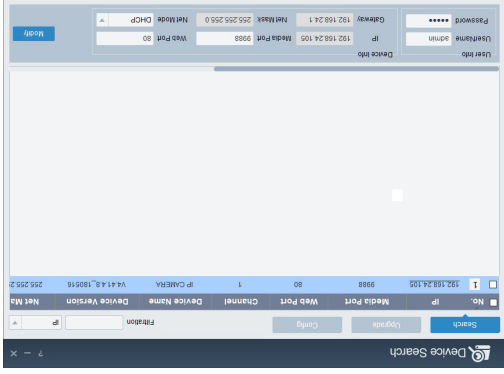 Device Search ? – ×
Search Upgrade Config Filtration IP
No. IP Media Port Web Port Channel Device Name Device Version Net Ma
1 192.168.24.105 9988 80 1 IP CAMERA V4.41.4.8_180516 255.255.25
User Info Device Info
UserName admin IP 192.168.24.105 Media Port 9988 Web Port 80
Password ••••• Gateway 192.168.24.1 Net Mask 255.255.255.0 Net Mode DHCP
Modify